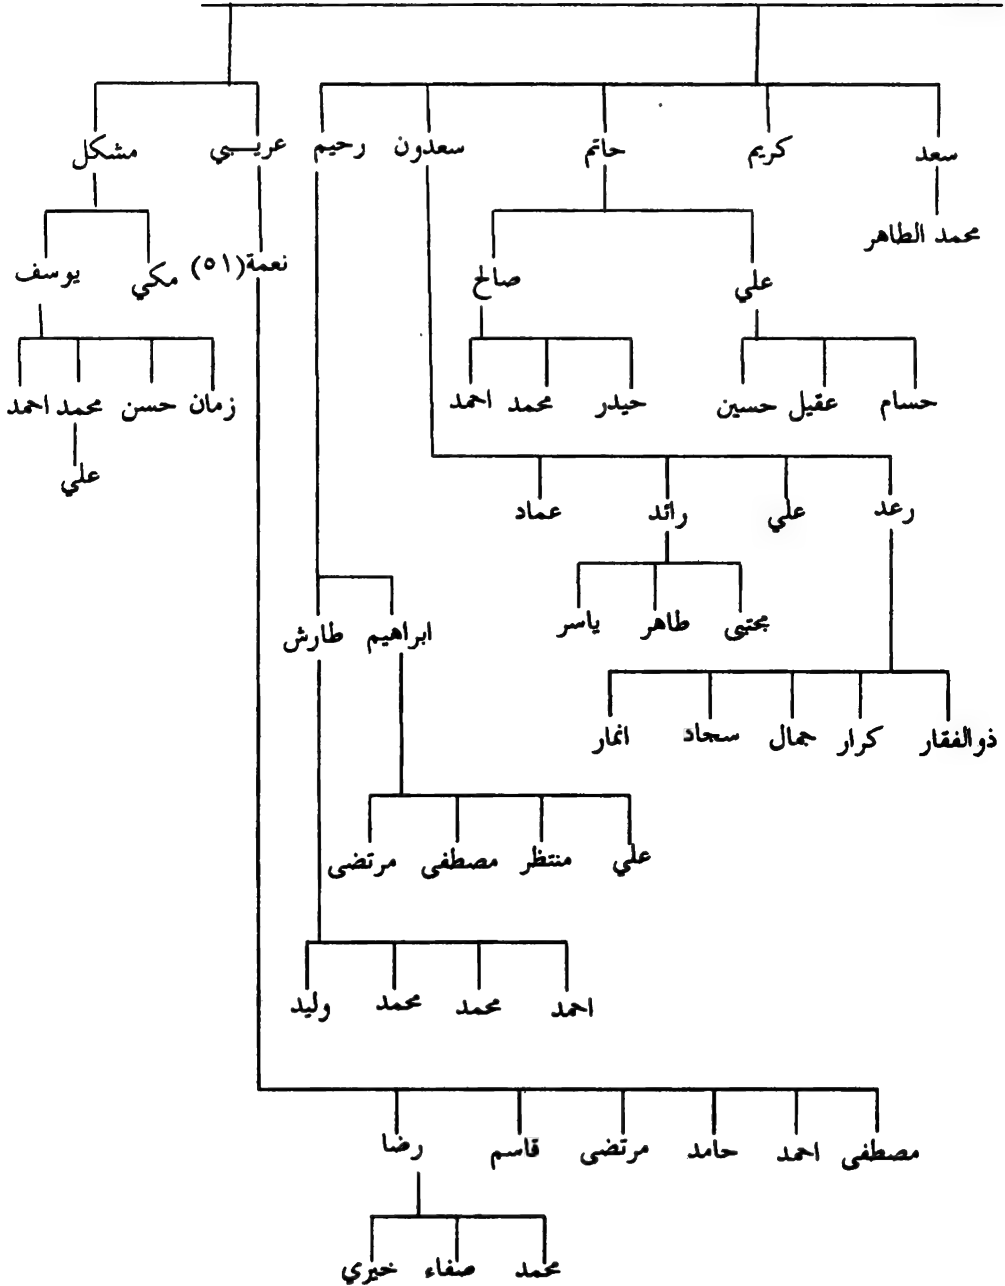 سعد كريم حاتم سعدون رحيم عريبي مشكل
محمد الطاهر
علي صالح نعمة (٥١) مكي يوسف
حسام عقيل حسين حيدر محمد احمد زمان حسن محمد احمد
علي
رعد علي رائد عماد
مجتبى طاهر ياسر
ابراهيم طارش
ذوالفقار كرار جمال سجاد انمار
علي منتظر مصطفى مرتضى
احمد محمد محمد وليد
مصطفى احمد حامد مرتضى قاسم رضا
محمد صفاء خيري